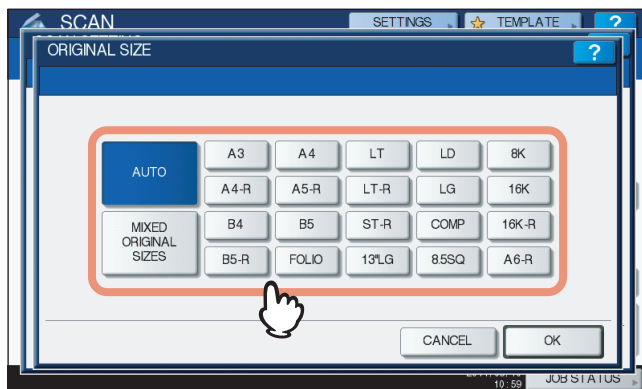 SCAN
SETTINGS
TEMPLATE
?
ORIGINAL SIZE
?
AUTO
A3
A4
LT
LD
8K
A4-R
A5-R
LT-R
LG
16K
MIXED
ORIGINAL
SIZES
B4
B5
ST-R
COMP
16K-R
B5-R
FOLIO
13"LG
8.5SQ
A6-R
CANCEL
OK
10:59
JOB STATUS